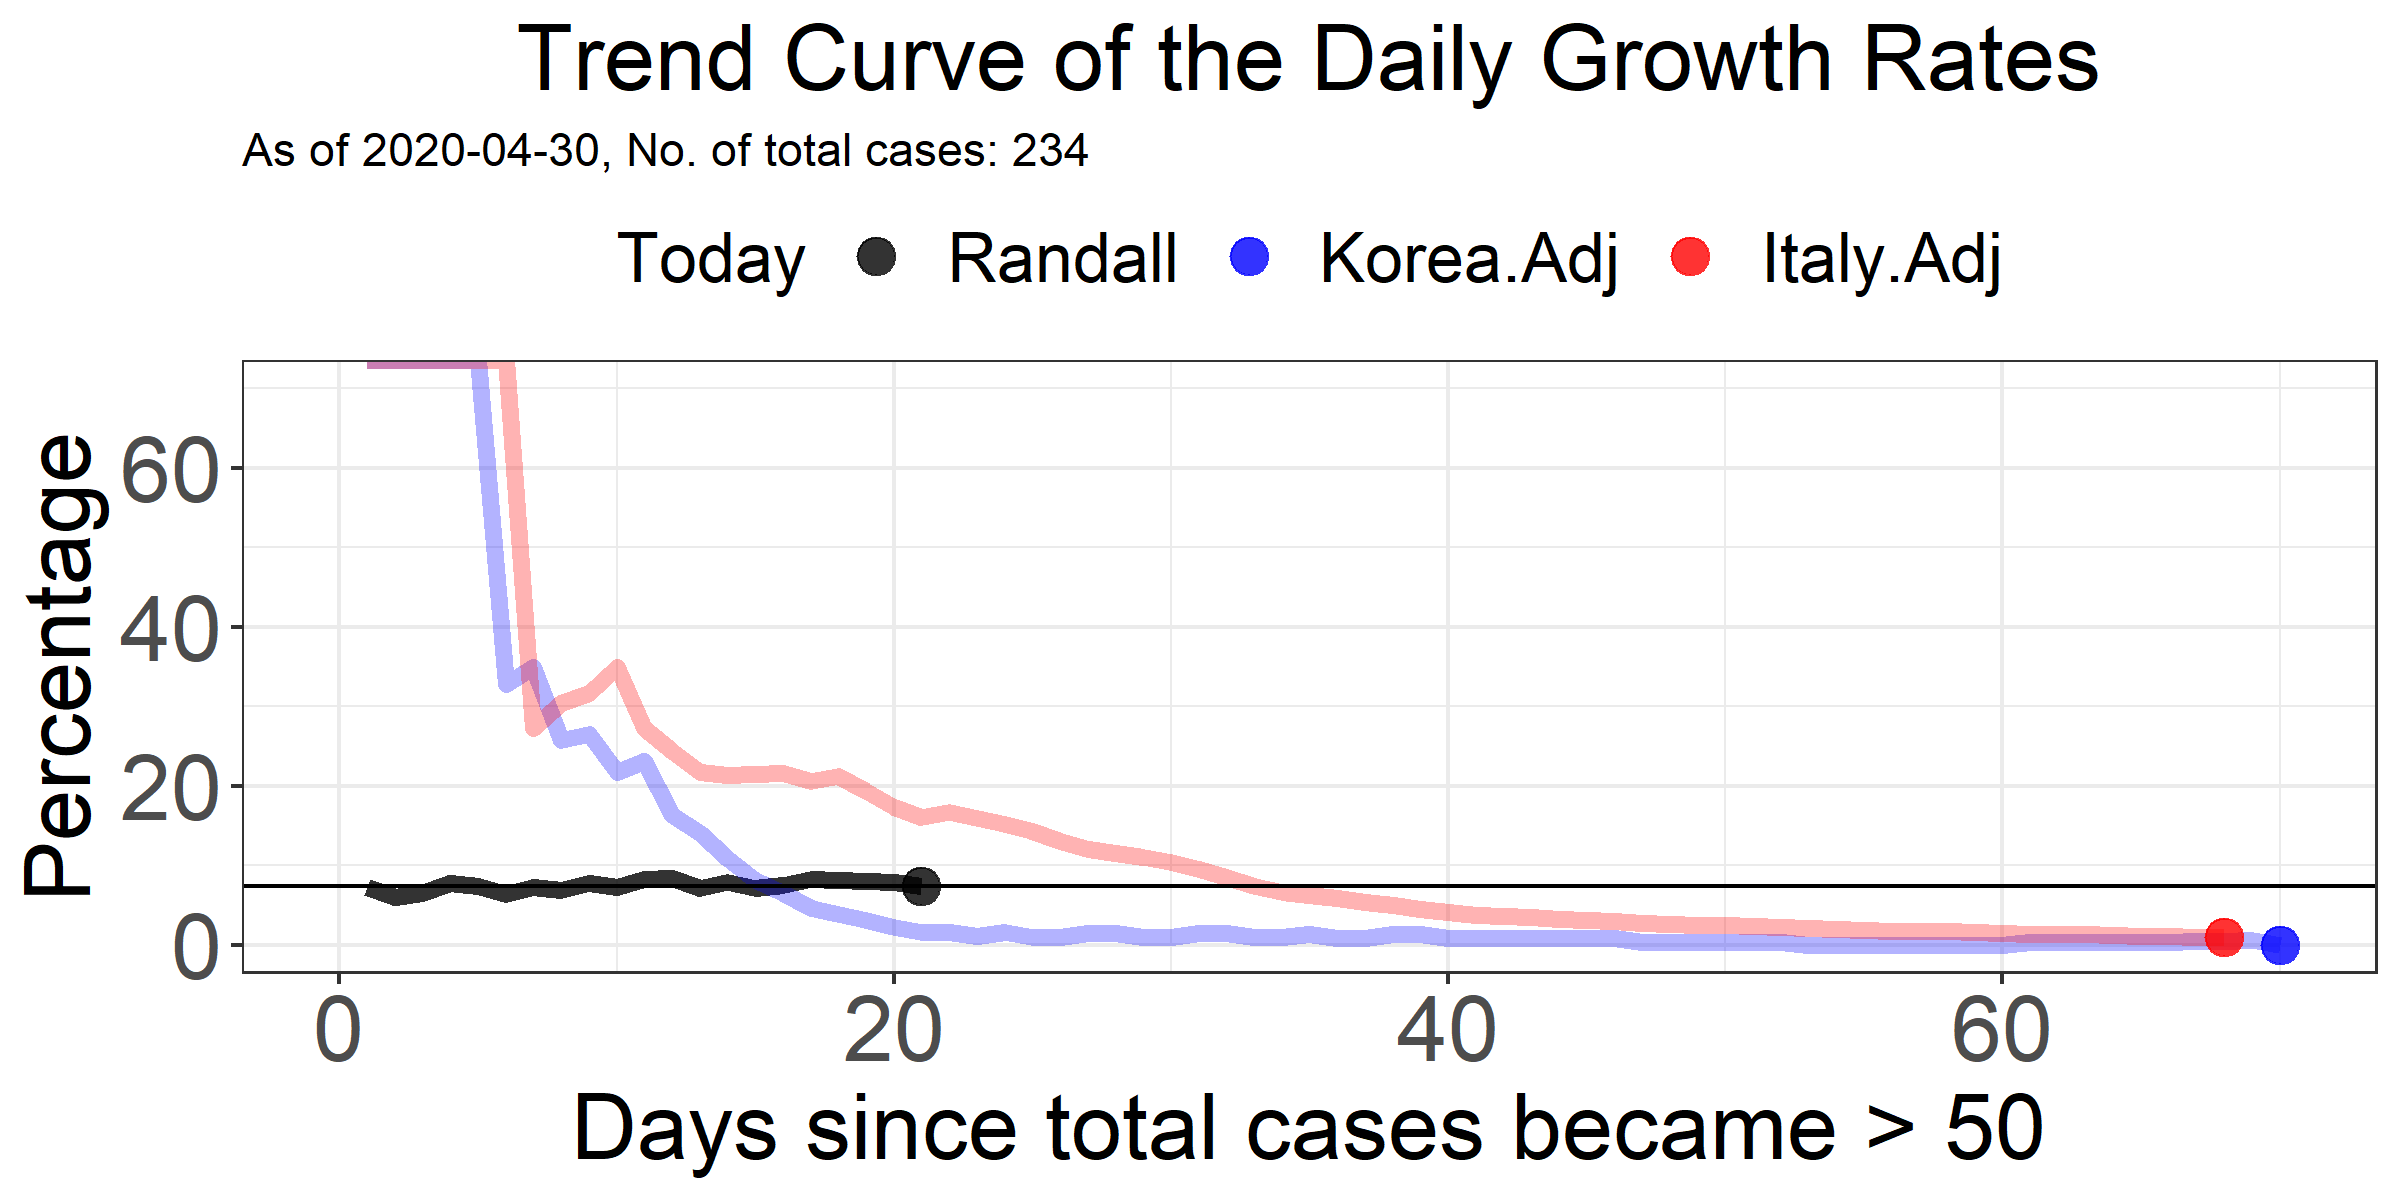 Trend Curve of the Daily Growth Rates
As of 2020-04-30, No. of total cases: 234
Today Randall Korea.Adj Italy.Adj
Percentage
60
40
20
0
0 20 40 60
Days since total cases became > 50